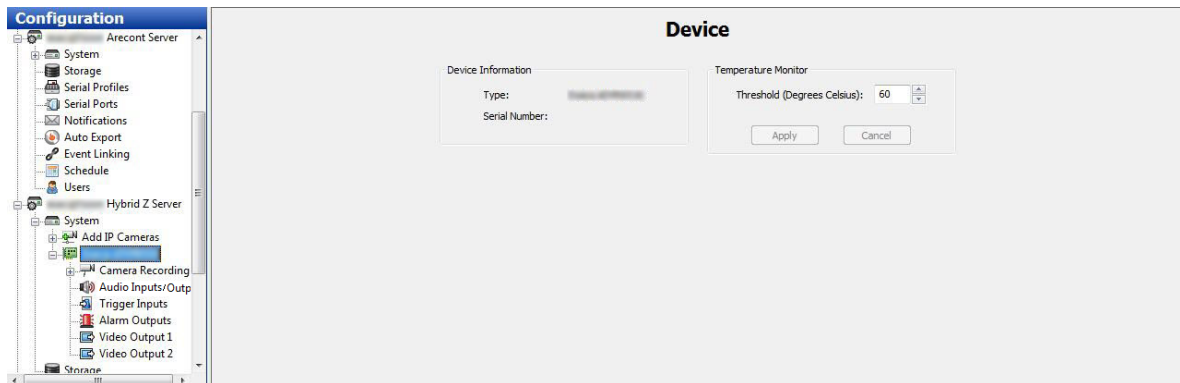 Configuration
Arecont Server
System
Storage
Serial Profiles
Serial Ports
Notifications
Auto Export
Event Linking
Schedule
Users
Hybrid Z Server
System
Add IP Cameras
Camera Recording
Audio Inputs/Outp
Trigger Inputs
Alarm Outputs
Video Output 1
Video Output 2
Storage
Device
Device Information
Type:
Serial Number:
Temperature Monitor
Threshold (Degrees Celsius): 60
Apply Cancel